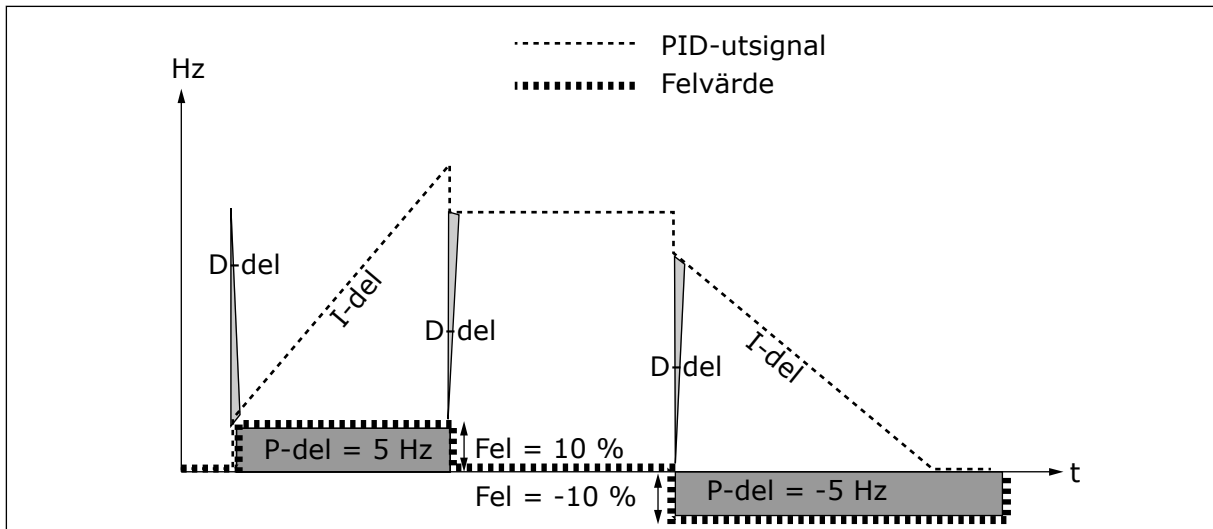 PID-utsignal
Felvärde
Hz
D-del
I-del
D-del
D-del
I-del
P-del = 5 Hz
Fel = 10 %
t
Fel = -10 %
P-del = -5 Hz